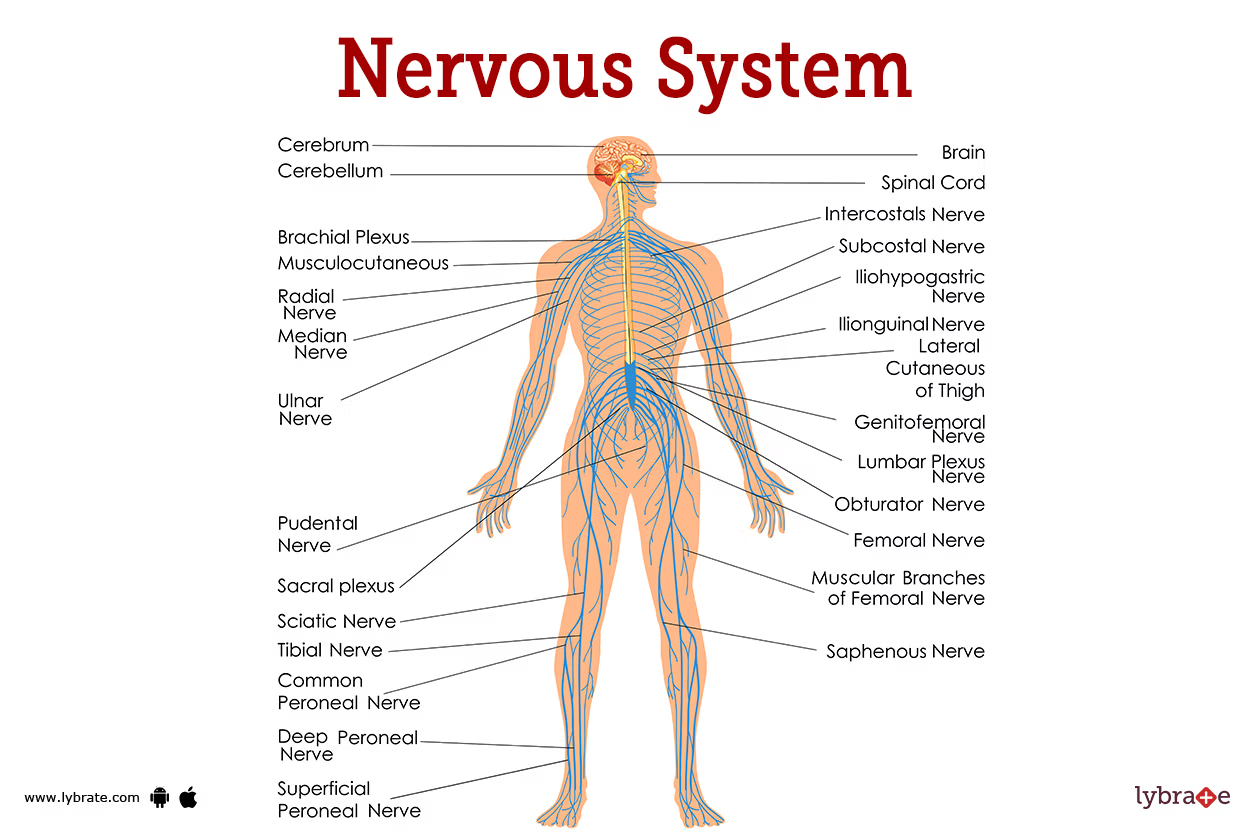 Nervous System
Cerebrum
Cerebellum
Brachial Plexus
Musculocutaneous
Radial
Nerve
Median
Nerve
Ulnar
Nerve
Pudental
Nerve
Sacral plexus
Sciatic Nerve
Tibial Nerve
Common
Peroneal Nerve
Deep Peroneal
Nerve
Superficial
Peroneal Nerve
Brain
Spinal Cord
Intercostals Nerve
Subcostal Nerve
Iliohypogastric
Nerve
Ilionguinal Nerve
Lateral
Cutaneous
of Thigh
Genitofemoral
Nerve
Lumbar Plexus
Nerve
Obturator Nerve
Femoral Nerve
Muscular Branches
of Femoral Nerve
Saphenous Nerve
www.lybrate.com
lybrate